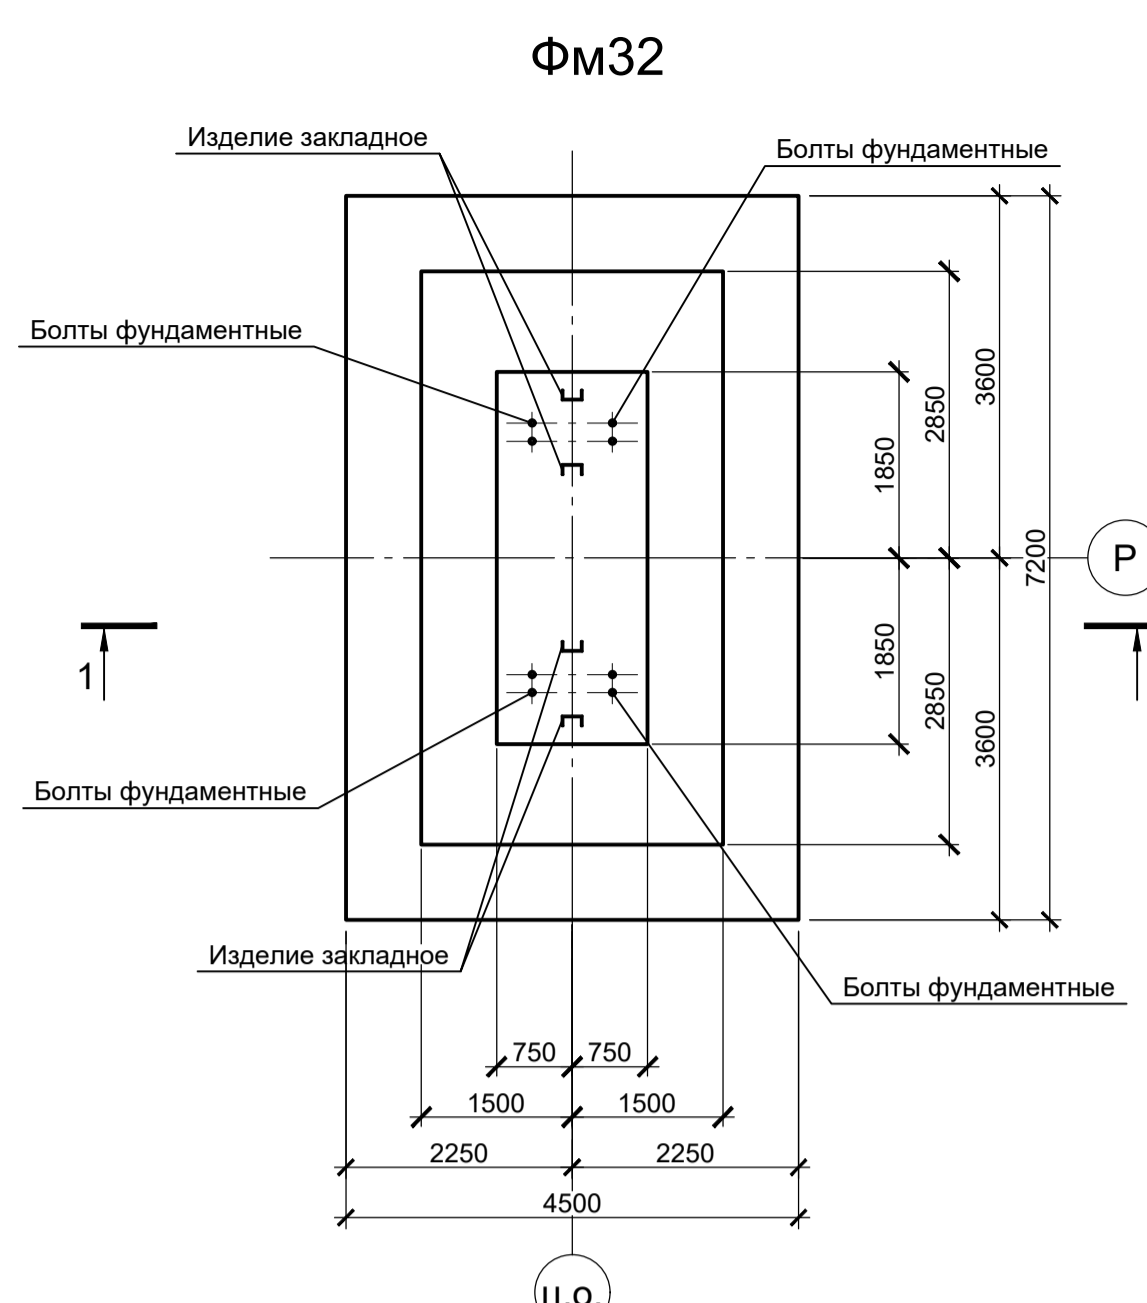 Фм32
Изделие закладное
Болты фундаментные
Болты фундаментные
3600
2850
1850
7200
Р
1
1850
2850
3600
Болты фундаментные
Изделие закладное
Болты фундаментные
750 750
1500 1500
2250 2250
4500
ц.о.